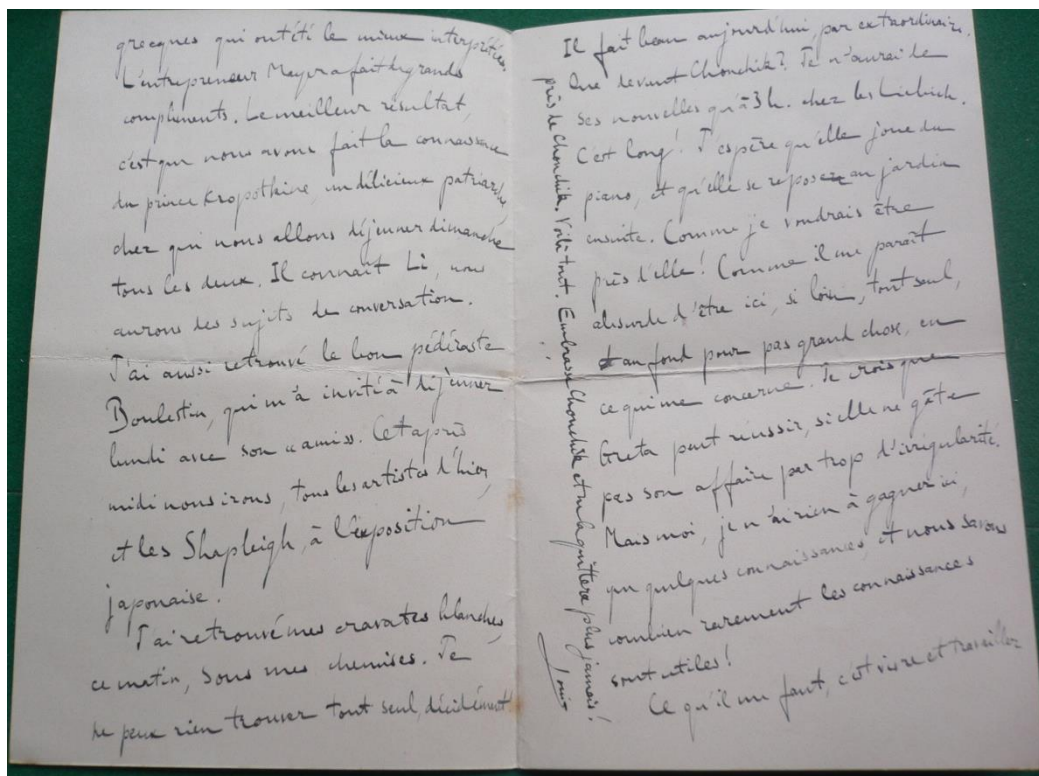 grecques qui ont été le mieux interprétées.
L'entrepreneur Meyer a fait de grands
compliments. Le meilleur résultat,
c'est que nous avons fait la connaissance
du prince Kropotkine, un délicieux patriarche,
chez qui nous allons déjeuner dimanche
tous les deux. Il connaît Li, nous
aurons des sujets de conversation.
J'ai aussi retrouvé le bon pédéraste
Boulestin, qui m'a invité à déjeuner
lundi avec son « ami ». Cet après
midi nous irons, tous les artistes d'hier,
et les Shapleigh, à l'exposition
japonaise.
J'ai retrouvé mes cravates blanches,
ce matin, sous mes chemises. Je
ne peux rien trouver tout seul, décidément!
Il fait beau aujourd'hui, par extraordinaire.
Que devient Chonchik? Je n'aurai de
ses nouvelles qu'à 3 h. chez les Liebich.
C'est long! J'espère qu'elle joue du
piano, et qu'elle se repose au jardin
ensuite. Comme je voudrais être
près d'elle! Comme il me paraît
absurde d'être ici, si loin, tout seul,
au fond pour pas grand chose, en
ce qui me concerne. Je crois que
Greta peut réussir, si elle ne gâte
pas son affaire par trop d'irrégularité.
Mais moi, je n'ai rien à gagner ici,
que quelques connaissances, et nous savons
combien rarement les connaissances
sont utiles!
Ce qu'il me faut, c'est vivre et travailler
près de Chonchik. Voilà tout. Embrasse Chonchik et ne la quitterai plus jamais!
Louis